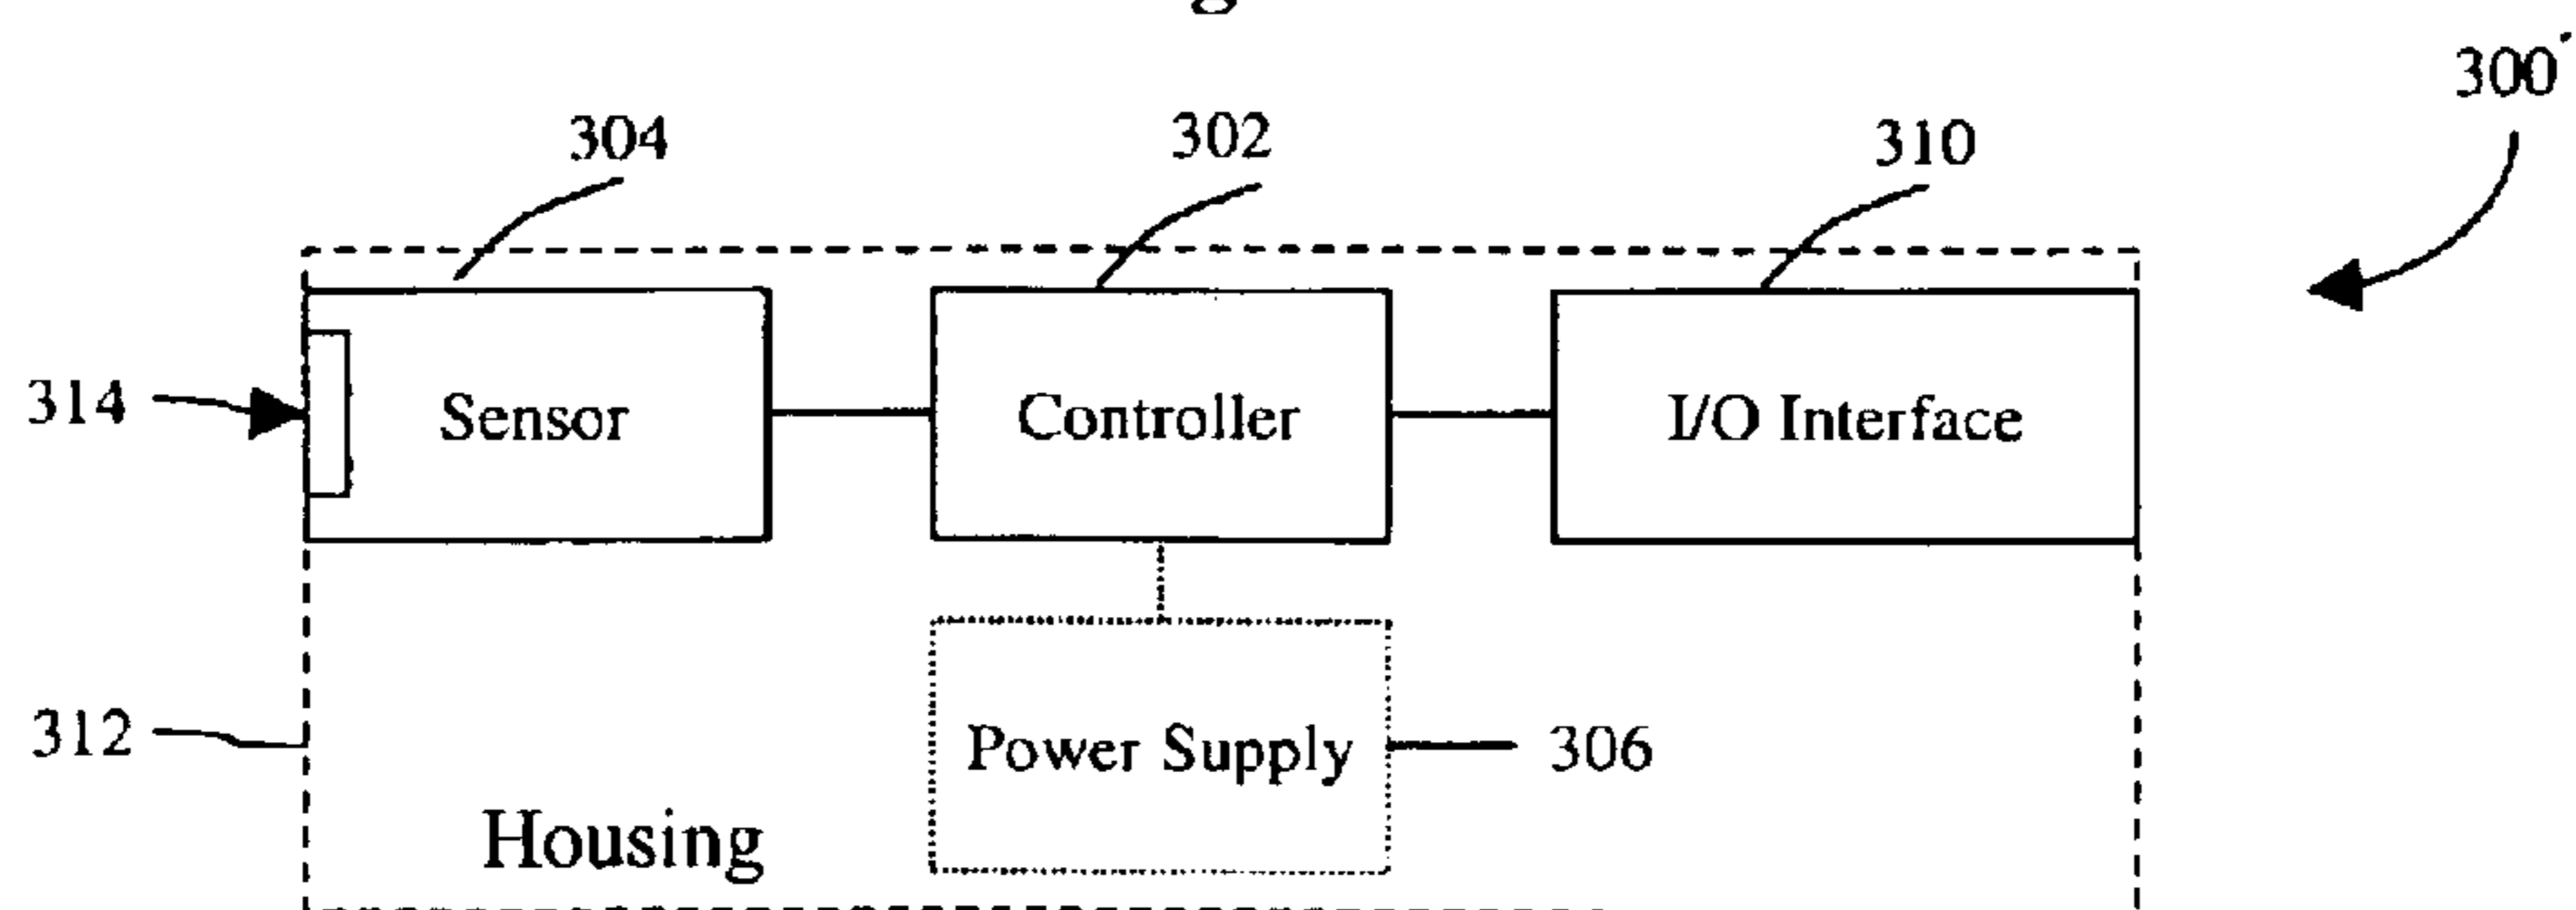 300'
304 302 310
314 Sensor Controller I/O Interface
312 Power Supply 306
Housing